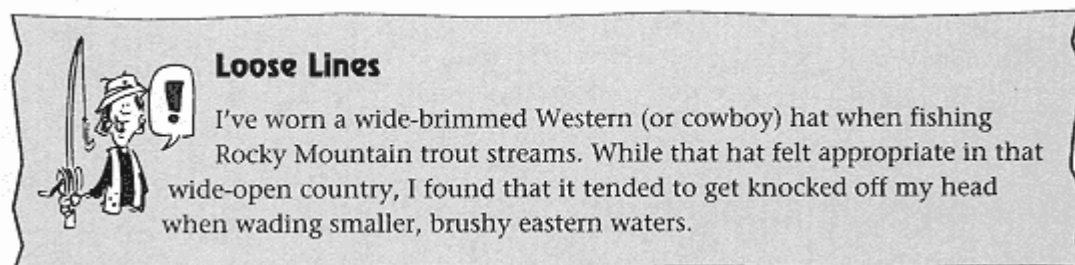 Loose Lines
!
I've worn a wide-brimmed Western (or cowboy) hat when fishing
Rocky Mountain trout streams. While that hat felt appropriate in that
wide-open country, I found that it tended to get knocked off my head
when wading smaller, brushy eastern waters.